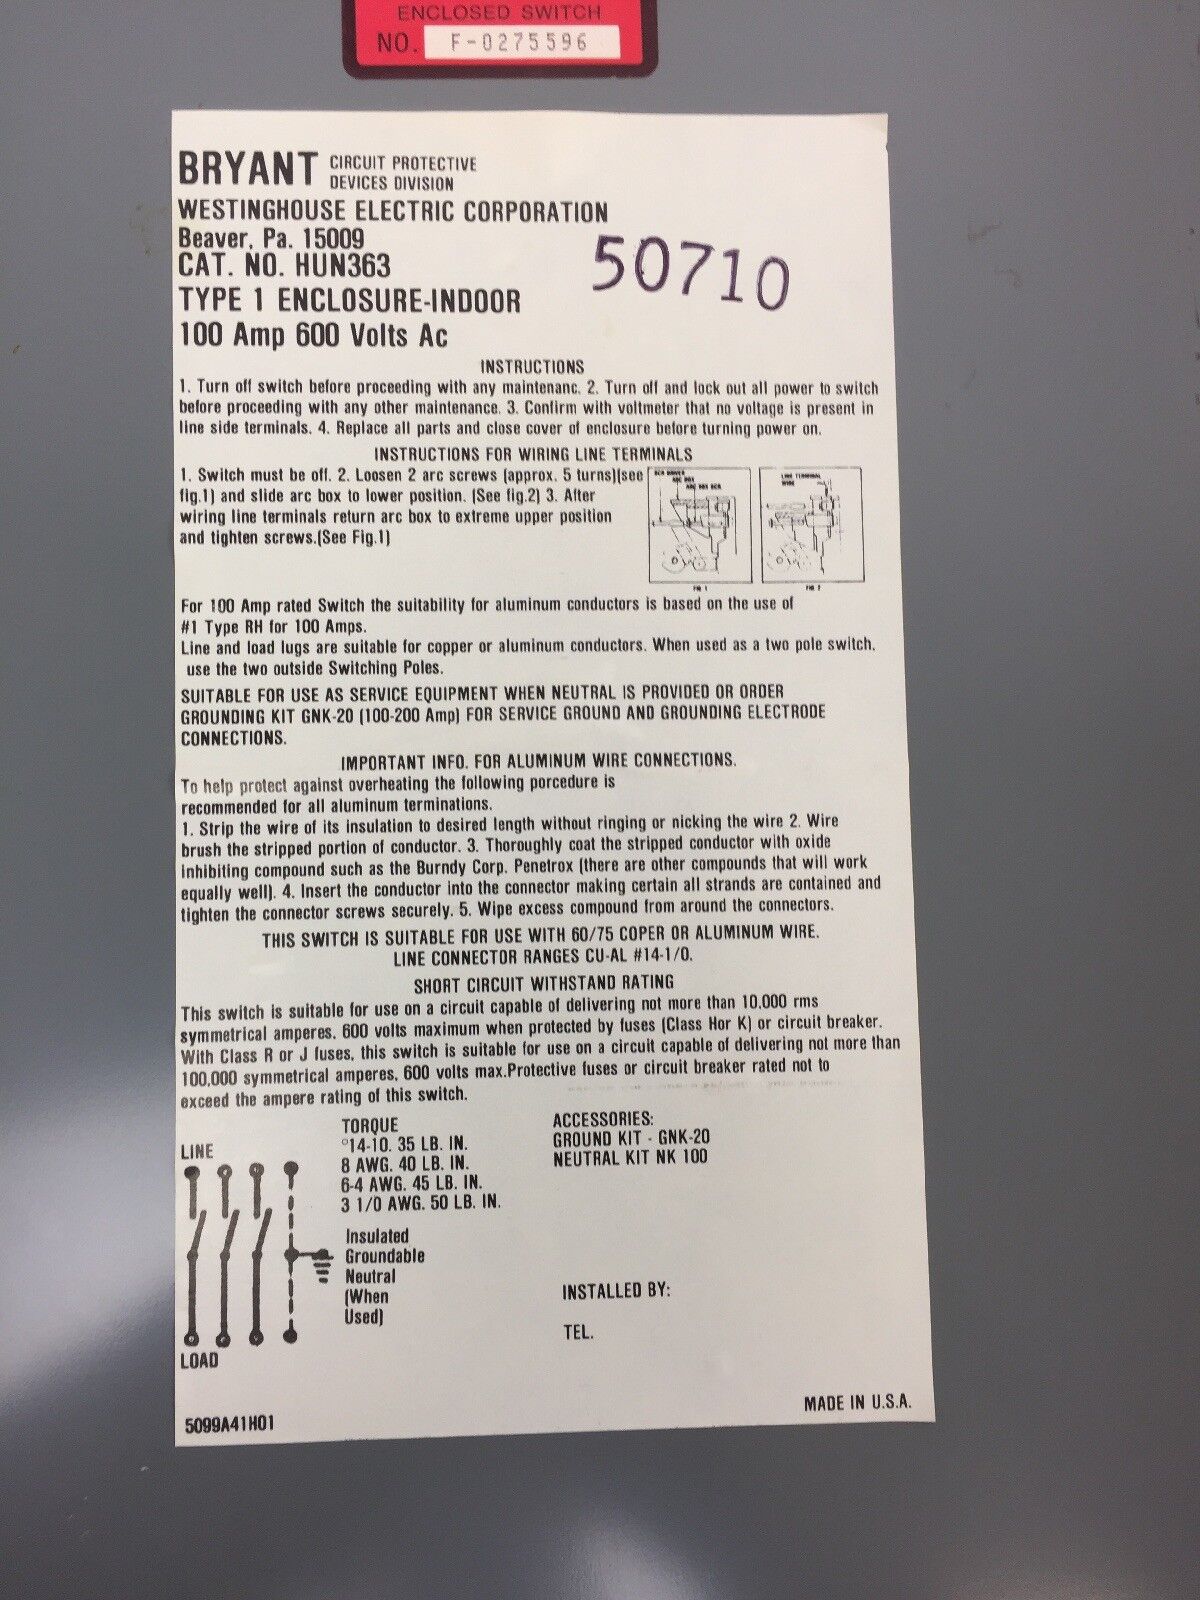 ENCLOSED SWITCH
NO. F-0275596
BRYANT CIRCUIT PROTECTIVE
DEVICES DIVISION
WESTINGHOUSE ELECTRIC CORPORATION
Beaver, Pa. 15009
CAT. NO. HUN363
50710
TYPE 1 ENCLOSURE-INDOOR
100 Amp 600 Volts Ac
INSTRUCTIONS
1. Turn off switch before proceeding with any maintenanc. 2. Turn off and lock out all power to switch
before proceeding with any other maintenance. 3. Confirm with voltmeter that no voltage is present in
line side terminals. 4. Replace all parts and close cover of enclosure before turning power on.
INSTRUCTIONS FOR WIRING LINE TERMINALS
1. Switch must be off. 2. Loosen 2 arc screws (approx. 5 turns)(see
fig.1) and slide arc box to lower position. (See fig.2) 3. After
wiring line terminals return arc box to extreme upper position
and tighten screws.(See Fig.1)
ARC BOX
ARC BOX SCR.
LINE TERMINAL
WIRE
FIG 1
FIG 2
For 100 Amp rated Switch the suitability for aluminum conductors is based on the use of
#1 Type RH for 100 Amps.
Line and load lugs are suitable for copper or aluminum conductors. When used as a two pole switch.
use the two outside Switching Poles.
SUITABLE FOR USE AS SERVICE EQUIPMENT WHEN NEUTRAL IS PROVIDED OR ORDER
GROUNDING KIT GNK-20 (100-200 Amp) FOR SERVICE GROUND AND GROUNDING ELECTRODE
CONNECTIONS.
IMPORTANT INFO. FOR ALUMINUM WIRE CONNECTIONS.
To help protect against overheating the following porcedure is
recommended for all aluminum terminations.
1. Strip the wire of its insulation to desired length without ringing or nicking the wire 2. Wire
brush the stripped portion of conductor. 3. Thoroughly coat the stripped conductor with oxide
inhibiting compound such as the Burndy Corp. Penetrox (there are other compounds that will work
equally well). 4. Insert the conductor into the connector making certain all strands are contained and
tighten the connector screws securely. 5. Wipe excess compound from around the connectors.
THIS SWITCH IS SUITABLE FOR USE WITH 60/75 COPER OR ALUMINUM WIRE.
LINE CONNECTOR RANGES CU-AL #14-1/0.
SHORT CIRCUIT WITHSTAND RATING
This switch is suitable for use on a circuit capable of delivering not more than 10,000 rms
symmetrical amperes. 600 volts maximum when protected by fuses (Class Hor K) or circuit breaker.
With Class R or J fuses, this switch is suitable for use on a circuit capable of delivering not more than
100,000 symmetrical amperes, 600 volts max.Protective fuses or circuit breaker rated not to
exceed the ampere rating of this switch.
TORQUE
°14-10. 35 LB. IN.
8 AWG. 40 LB. IN.
6-4 AWG. 45 LB. IN.
3 1/0 AWG. 50 LB. IN.
ACCESSORIES:
GROUND KIT - GNK-20
NEUTRAL KIT NK 100
LINE
Insulated
Groundable
Neutral
(When
Used)
LOAD
INSTALLED BY:
TEL.
5099A41H01
MADE IN U.S.A.